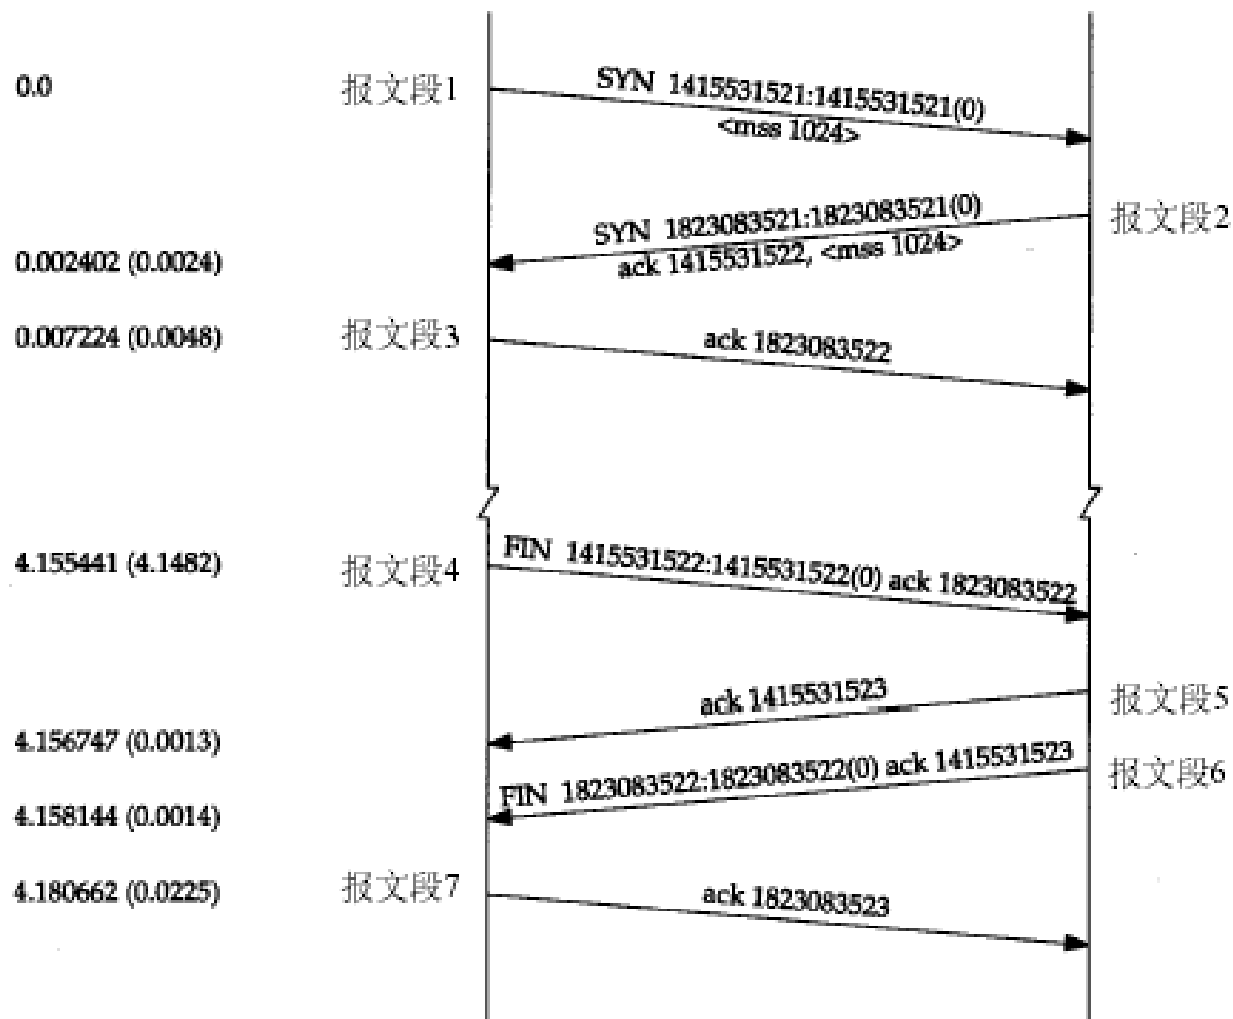 0.0
报文段1
SYN 1415531521:1415531521(0)
<mss 1024>
SYN 1823083521:1823083521(0)
报文段2
0.002402 (0.0024)
ack 1415531522, <mss 1024>
0.007224 (0.0048)
报文段3
ack 1823083522
4.155441 (4.1482)
报文段4
FIN 1415531522:1415531522(0) ack 1823083522
ack 1415531523
报文段5
4.156747 (0.0013)
FIN 1823083522:1823083522(0) ack 1415531523
报文段6
4.158144 (0.0014)
4.180662 (0.0225)
报文段7
ack 1823083523